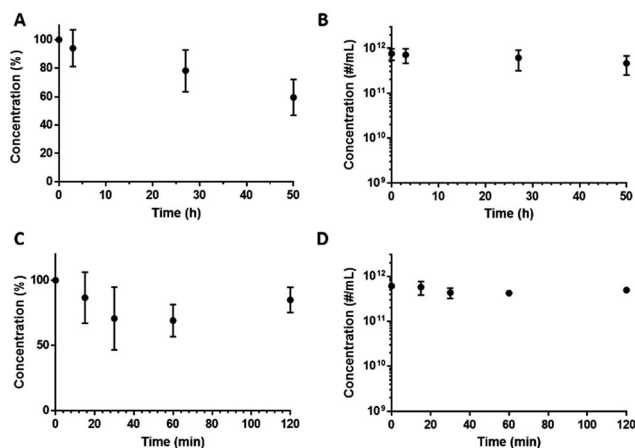 A
Concentration (%)
100
80
60
40
20
0
0 10 20 30 40 50
Time (h)
B
Concentration (#/mL)
10¹²
10¹¹
10¹⁰
10⁹
0 10 20 30 40 50
Time (h)
C
Concentration (%)
100
50
0
0 20 40 60 80 100 120
Time (min)
D
Concentration (#/mL)
10¹²
10¹¹
10¹⁰
10⁹
0 20 40 60 80 100 120
Time (min)